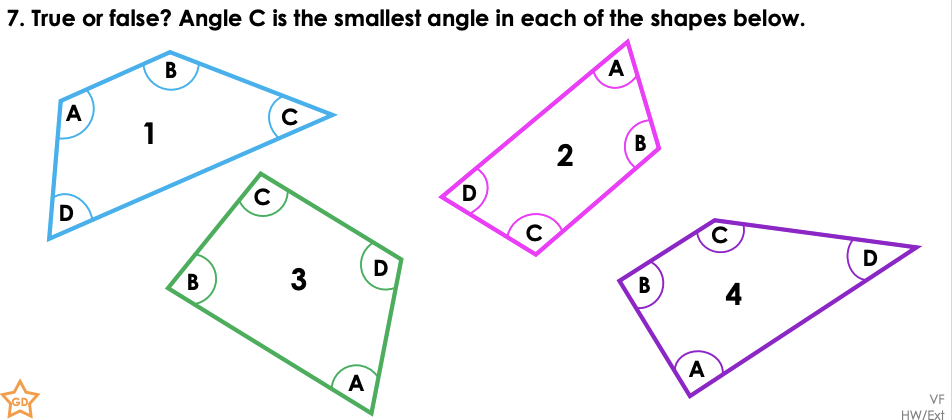 7. True or false? Angle C is the smallest angle in each of the shapes below.
B
A
C
1
D
A
B
2
D
C
C
B
3
D
A
C
B
D
4
A
GD
VF
HW/Ext